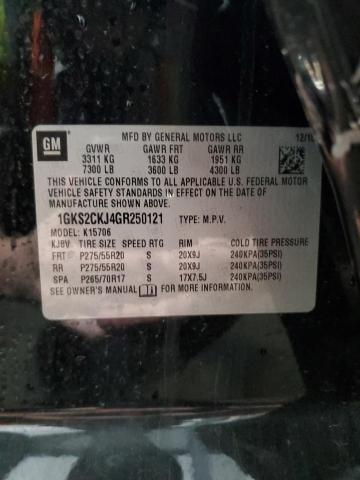 GM
MFD BY GENERAL MOTORS LLC 12/15
GVWR GAWR FRT GAWR RR
3311 KG 1633 KG 1951 KG
7300 LB 3600 LB 4300 LB
THIS VEHICLE CONFORMS TO ALL APPLICABLE U.S. FEDERAL MOTOR
VEHICLE SAFETY STANDARDS IN EFFECT ON THE DATE OF
MANUFACTURE SHOWN ABOVE.
1GKS2CKJ4GR250121 TYPE: M.P.V.
MODEL: K15706
KJBV TIRE SIZE SPEED RTG RIM COLD TIRE PRESSURE
FRT P275/55R20 S 20X9J 240KPA(35PSI)
RR P275/55R20 S 20X9J 240KPA(35PSI)
SPA P265/70R17 S 17X7.5J 240KPA(35PSI)
SEE OWNER'S MANUAL FOR MORE INFORMATION